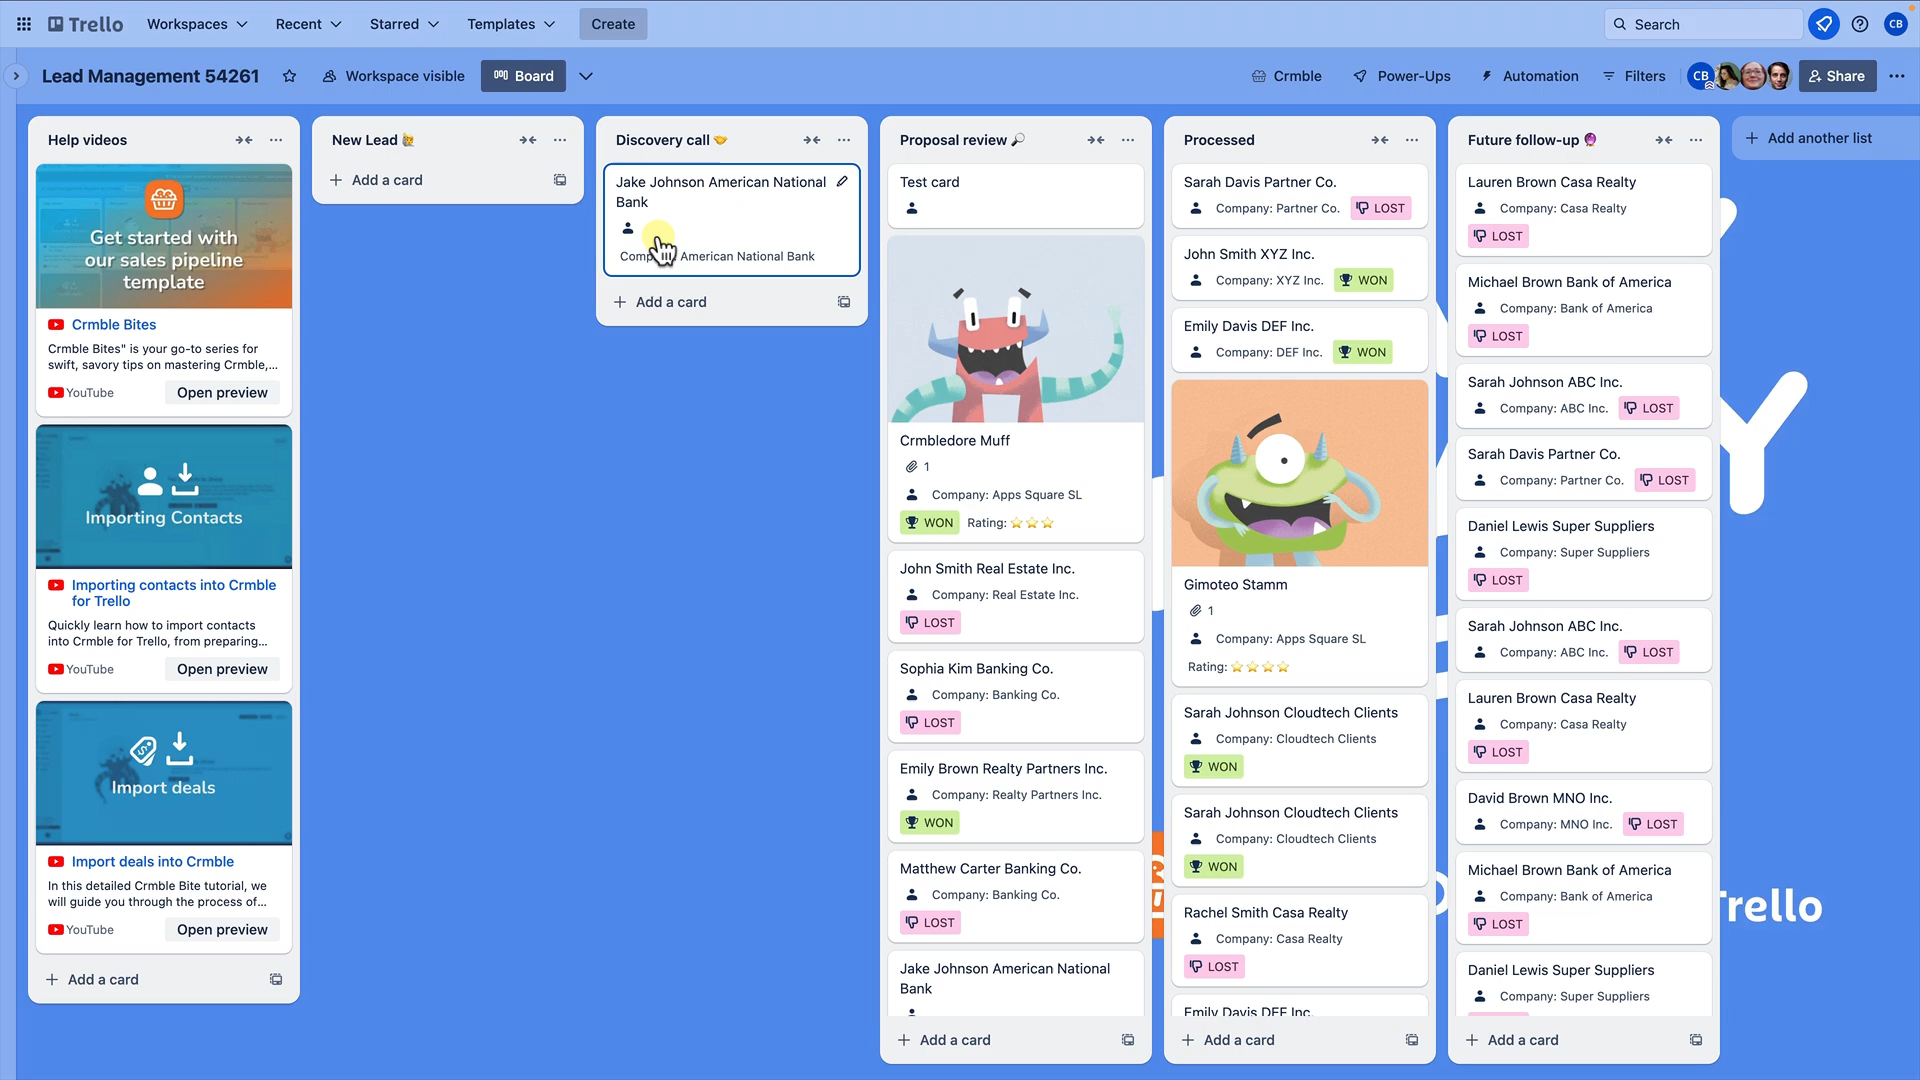 Trello
Workspaces
Recent
Starred
Templates
Create
Search
CB
Lead Management 54261
Workspace visible
Board
Crmble
Power-Ups
Automation
Filters
CB
Share
Help videos
Get started with
our sales pipeline
template
Crmble Bites
Crmble Bites" is your go-to series for
swift, savory tips on mastering Crmble,...
YouTube
Open preview
Importing Contacts
Importing contacts into Crmble
for Trello
Quickly learn how to import contacts
into Crmble for Trello, from preparing...
YouTube
Open preview
Import deals
Import deals into Crmble
In this detailed Crmble Bite tutorial, we
will guide you through the process of...
YouTube
Open preview
+ Add a card
New Lead
+ Add a card
Discovery call
Jake Johnson American National
Bank
American National Bank
+ Add a card
Proposal review
Test card
Crmbledore Muff
1
Company: Apps Square SL
WON
Rating:
John Smith Real Estate Inc.
Company: Real Estate Inc.
LOST
Sophia Kim Banking Co.
Company: Banking Co.
LOST
Emily Brown Realty Partners Inc.
Company: Realty Partners Inc.
WON
Matthew Carter Banking Co.
Company: Banking Co.
LOST
Jake Johnson American National
Bank
+ Add a card
Processed
Sarah Davis Partner Co.
Company: Partner Co.
LOST
John Smith XYZ Inc.
Company: XYZ Inc.
WON
Emily Davis DEF Inc.
Company: DEF Inc.
WON
Gimoteo Stamm
1
Company: Apps Square SL
Rating:
Sarah Johnson Cloudtech Clients
Company: Cloudtech Clients
WON
Sarah Johnson Cloudtech Clients
Company: Cloudtech Clients
WON
Rachel Smith Casa Realty
Company: Casa Realty
LOST
Emily Davis DEF Inc.
+ Add a card
Future follow-up
Lauren Brown Casa Realty
Company: Casa Realty
LOST
Michael Brown Bank of America
Company: Bank of America
LOST
Sarah Johnson ABC Inc.
Company: ABC Inc.
LOST
Sarah Davis Partner Co.
Company: Partner Co.
LOST
Daniel Lewis Super Suppliers
Company: Super Suppliers
LOST
Sarah Johnson ABC Inc.
Company: ABC Inc.
LOST
Lauren Brown Casa Realty
Company: Casa Realty
LOST
David Brown MNO Inc.
Company: MNO Inc.
LOST
Michael Brown Bank of America
Company: Bank of America
LOST
Daniel Lewis Super Suppliers
Company: Super Suppliers
+ Add a card
+ Add another list
Y
Trello